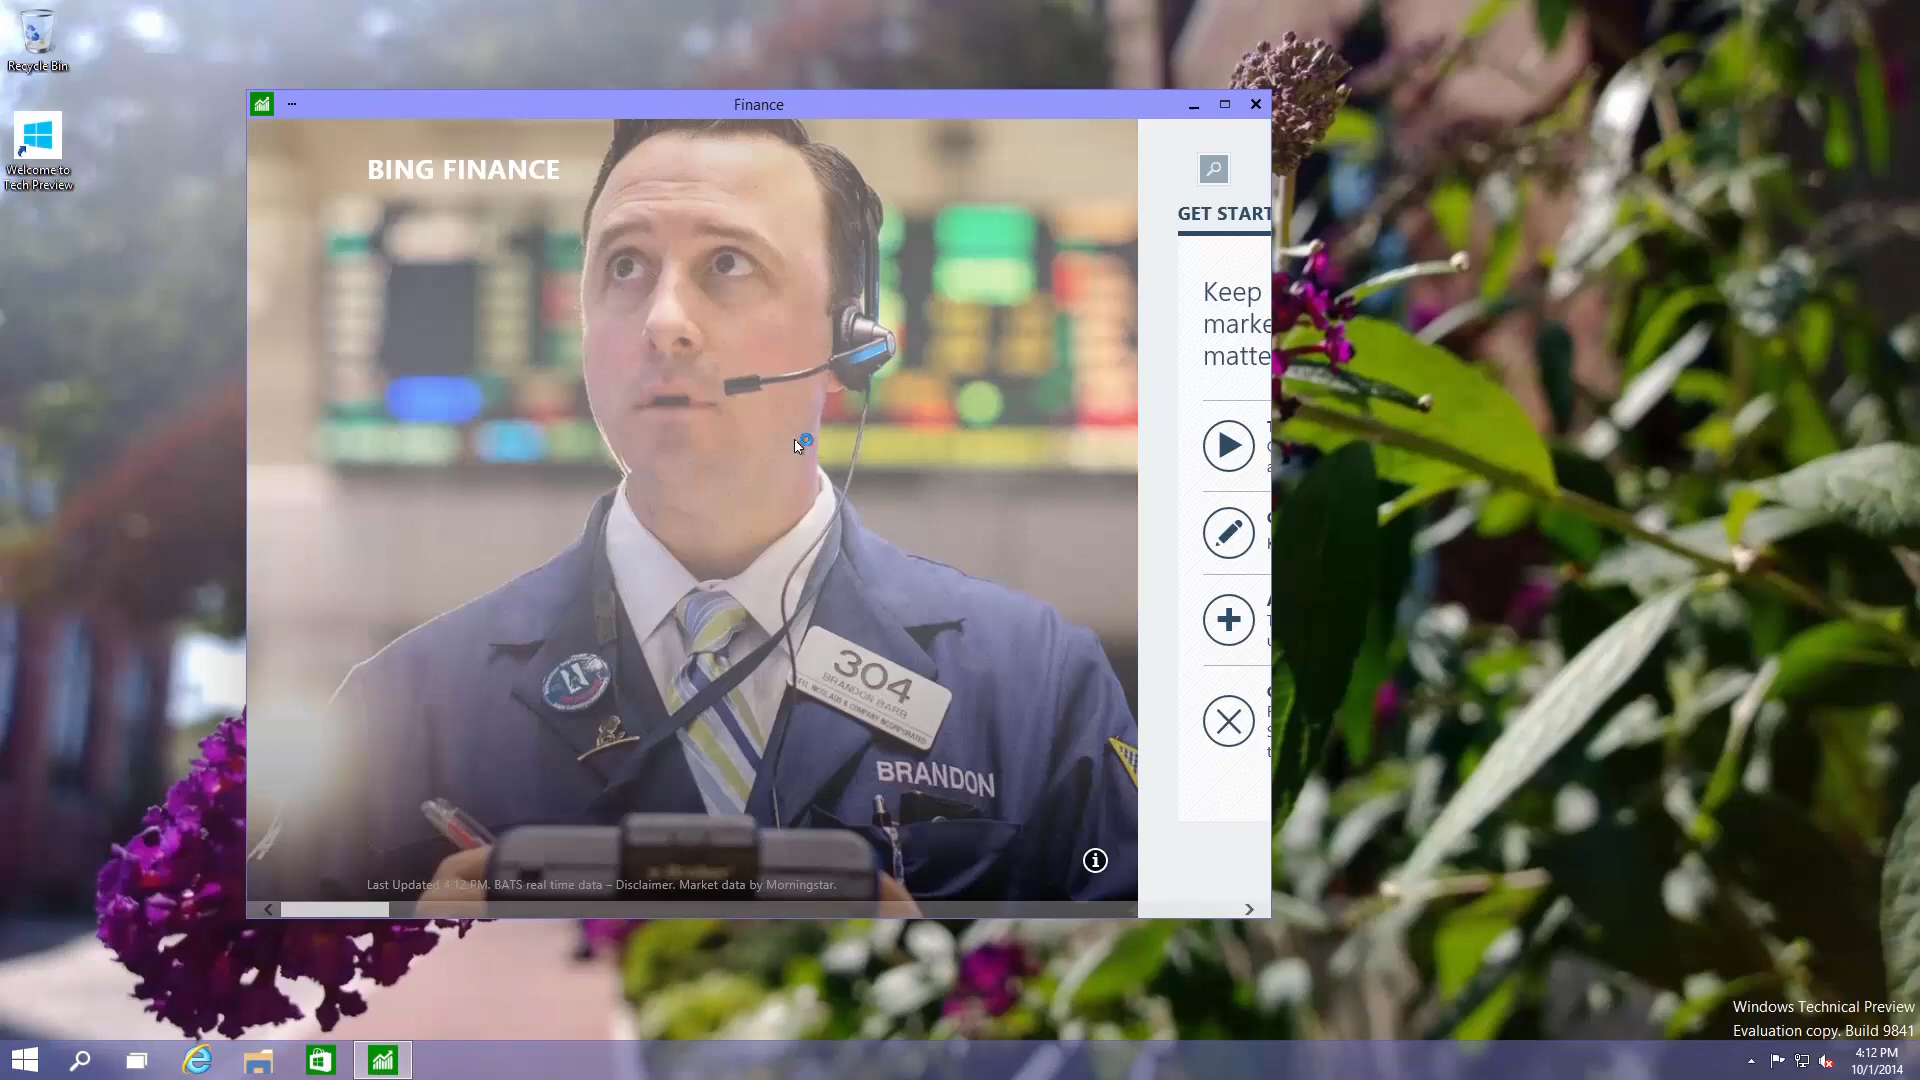 Recycle Bin
Welcome to
Tech Preview
Finance
BING FINANCE
GET START
Keep
marke
matte
304
BRANDON BARB
BRANDON
Last Updated 4:12 PM. BATS real time data – Disclaimer. Market data by Morningstar.
Windows Technical Preview
Evaluation copy. Build 9841
4:12 PM
10/1/2014